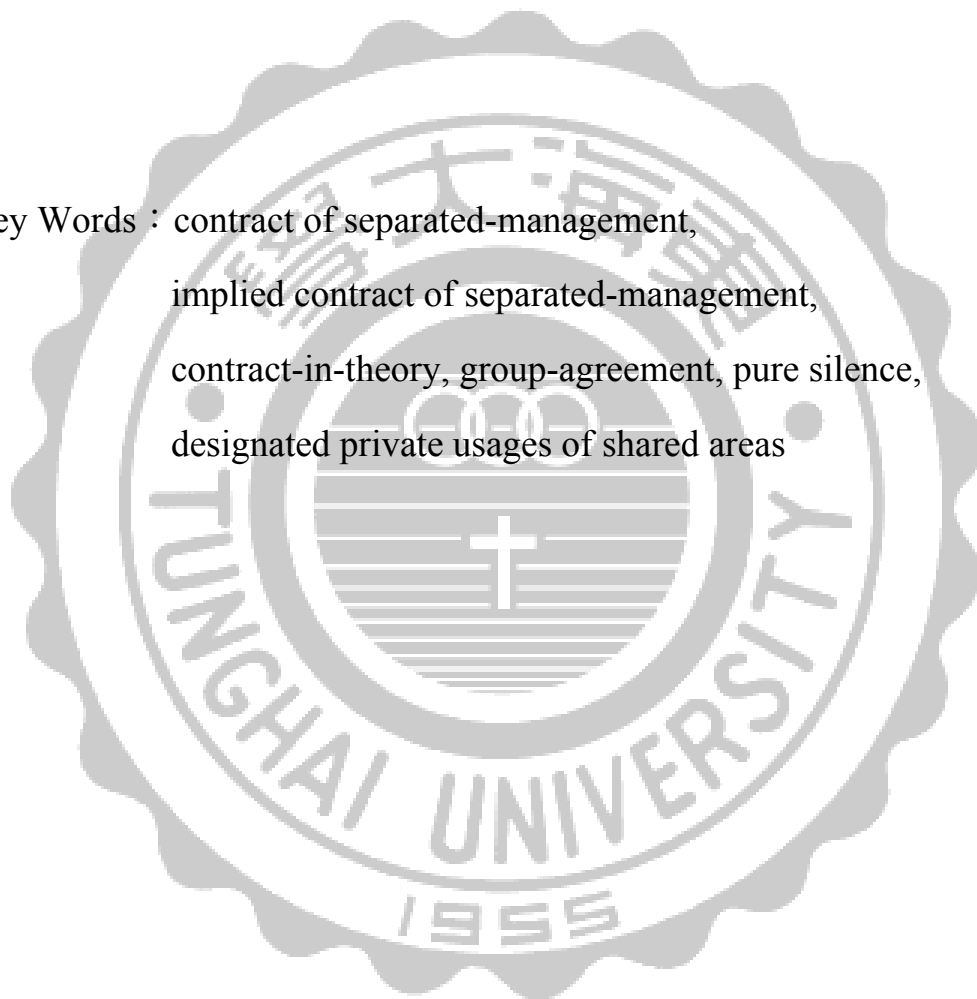 ey Words：contract of separated-management,
implied contract of separated-management,
contract-in-theory, group-agreement, pure silence,
designated private usages of shared areas
TUNGHAI UNIVERSITY
1955